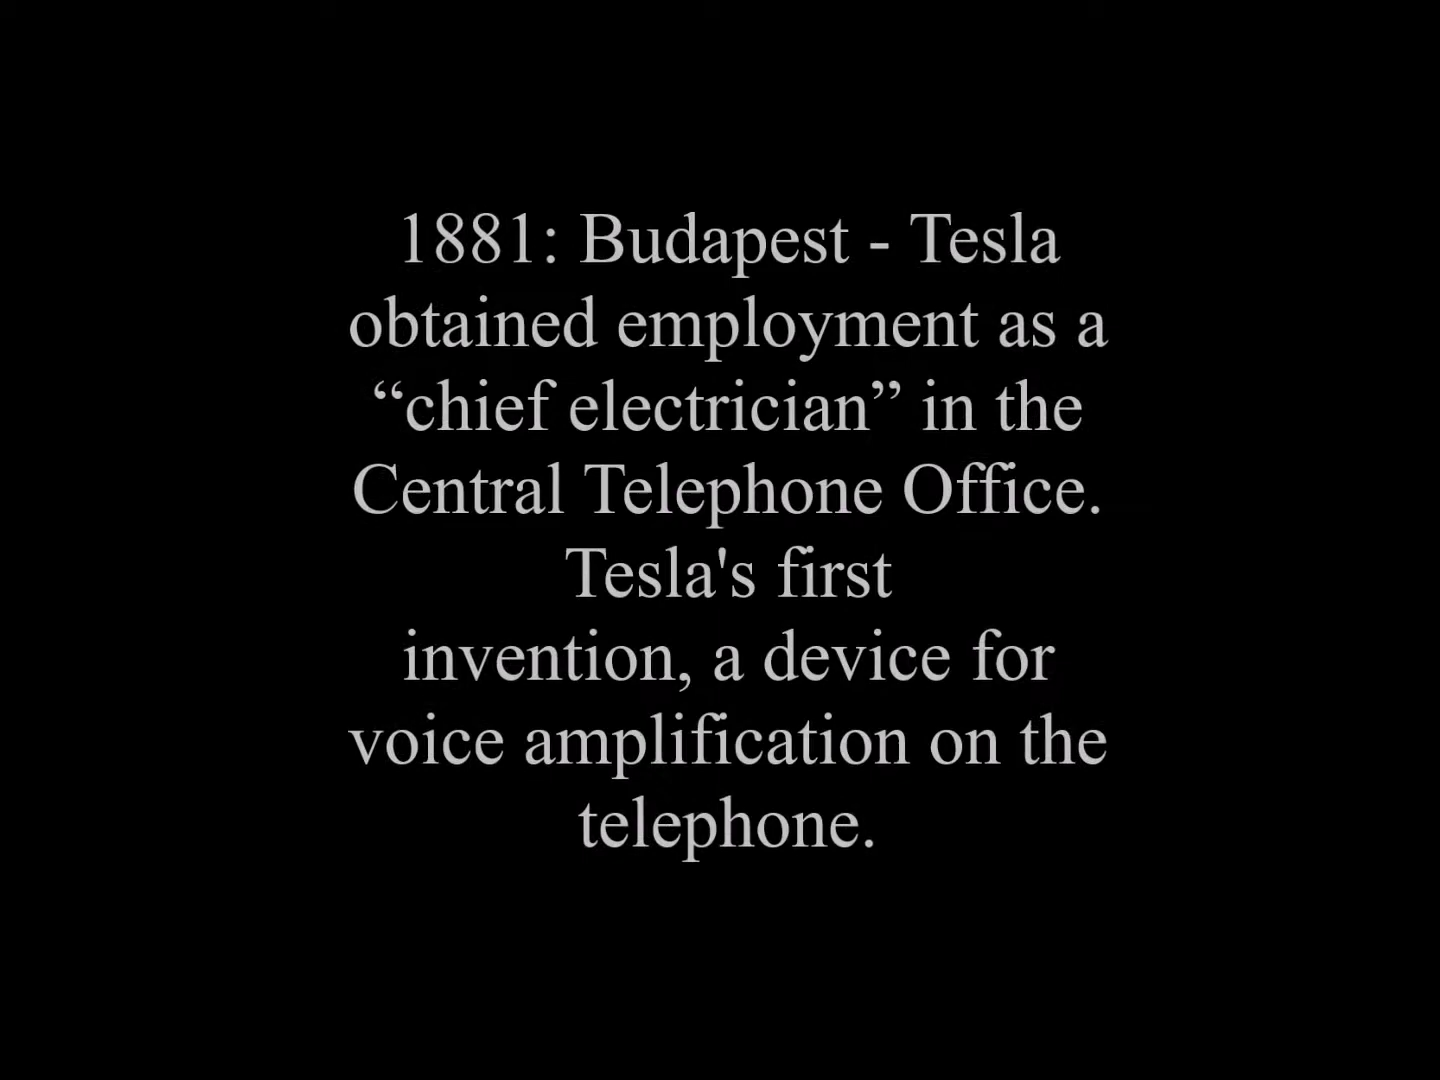 1881: Budapest - Tesla
obtained employment as a
“chief electrician” in the
Central Telephone Office.
Tesla's first
invention, a device for
voice amplification on the
telephone.